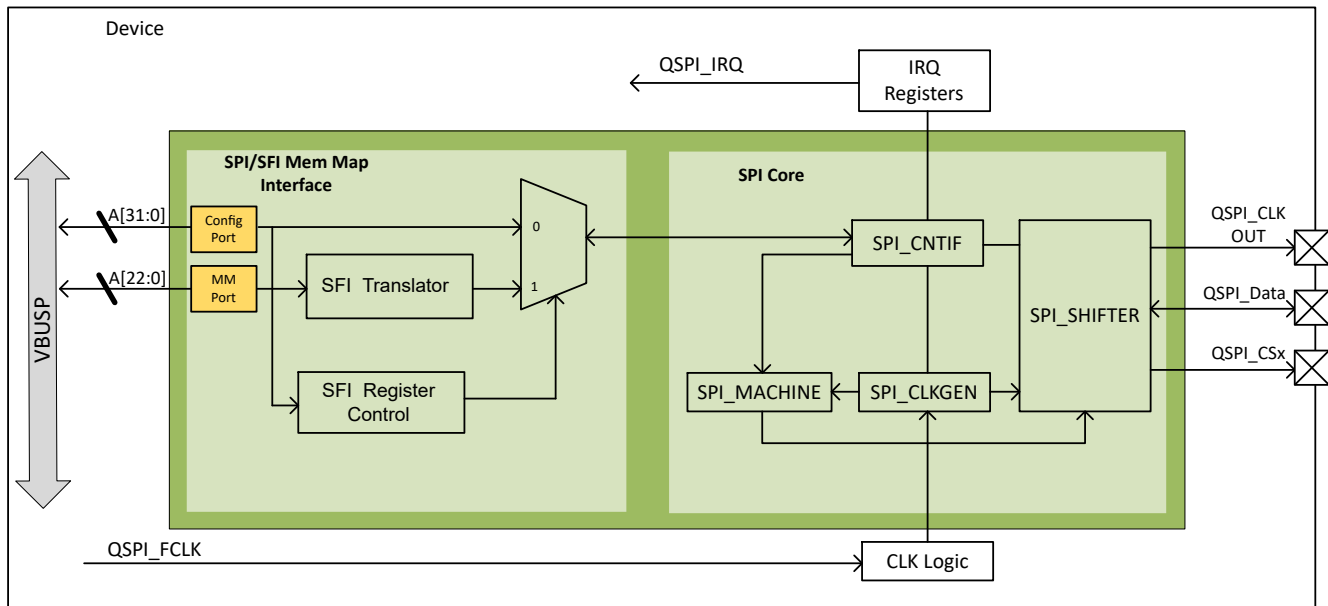 Device
QSPI_IRQ
IRQ
Registers
SPI/SFI Mem Map
Interface
SPI Core
A[31:0]
Config
Port
0
SPI_CNTIF
QSPI_CLK
OUT
A[22:0]
MM
Port
SFI Translator
1
SPI_SHIFTER
QSPI_Data
VBUSP
QSPI_CSx
SFI Register
Control
SPI_MACHINE
SPI_CLKGEN
QSPI_FCLK
CLK Logic